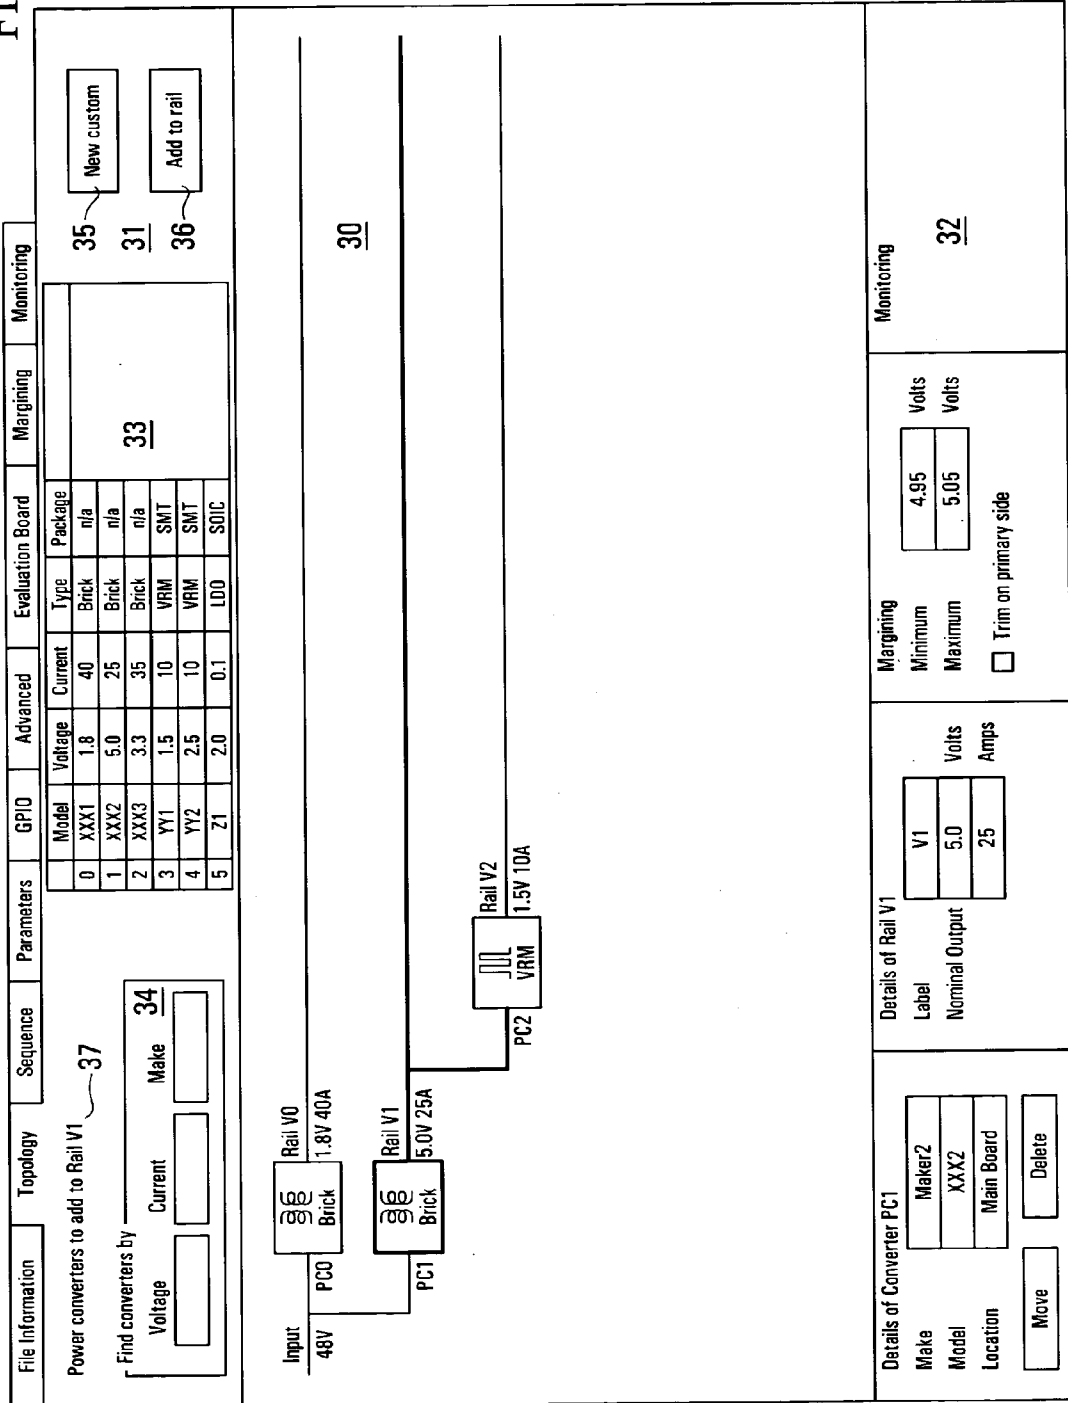 File Information Topology Sequence Parameters GPIO Advanced Evaluation Board Margining Monitoring
Power converters to add to Rail V1 37
Find converters by
Voltage Current Make 34
Model Voltage Current Type Package
0 XXX1 1.8 40 Brick n/a
1 XXX2 5.0 25 Brick n/a
2 XXX3 3.3 35 Brick n/a
3 YY1 1.5 10 VRM SMT
4 YY2 2.5 10 VRM SMT
5 Z1 2.0 0.1 LDO SOIC
33
35 New custom
31
36 Add to rail
Input
48V
PC0
Brick
Rail V0
1.8V 40A
30
PC1
Brick
Rail V1
5.0V 25A
PC2
VRM
Rail V2
1.5V 10A
Details of Converter PC1
Make Maker2
Model XXX2
Location Main Board
Move Delete
Details of Rail V1
Label V1
Nominal Output 5.0 Volts
25 Amps
Margining
Minimum 4.95 Volts
Maximum 5.05 Volts
Trim on primary side
Monitoring
32